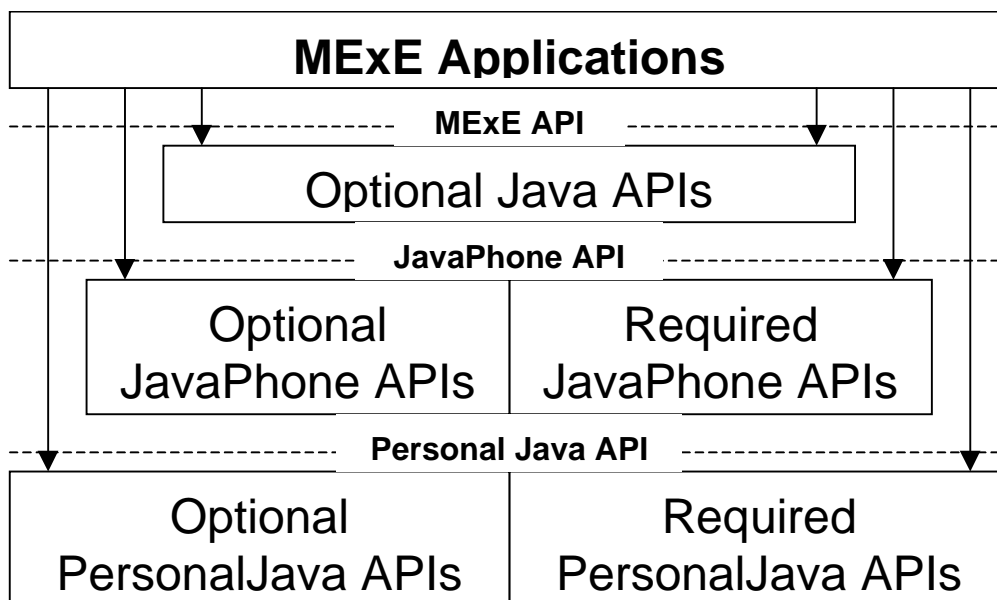 MExE Applications
MExE API
Optional Java APIs
JavaPhone API
Optional
JavaPhone APIs
Required
JavaPhone APIs
Personal Java API
Optional
PersonalJava APIs
Required
PersonalJava APIs